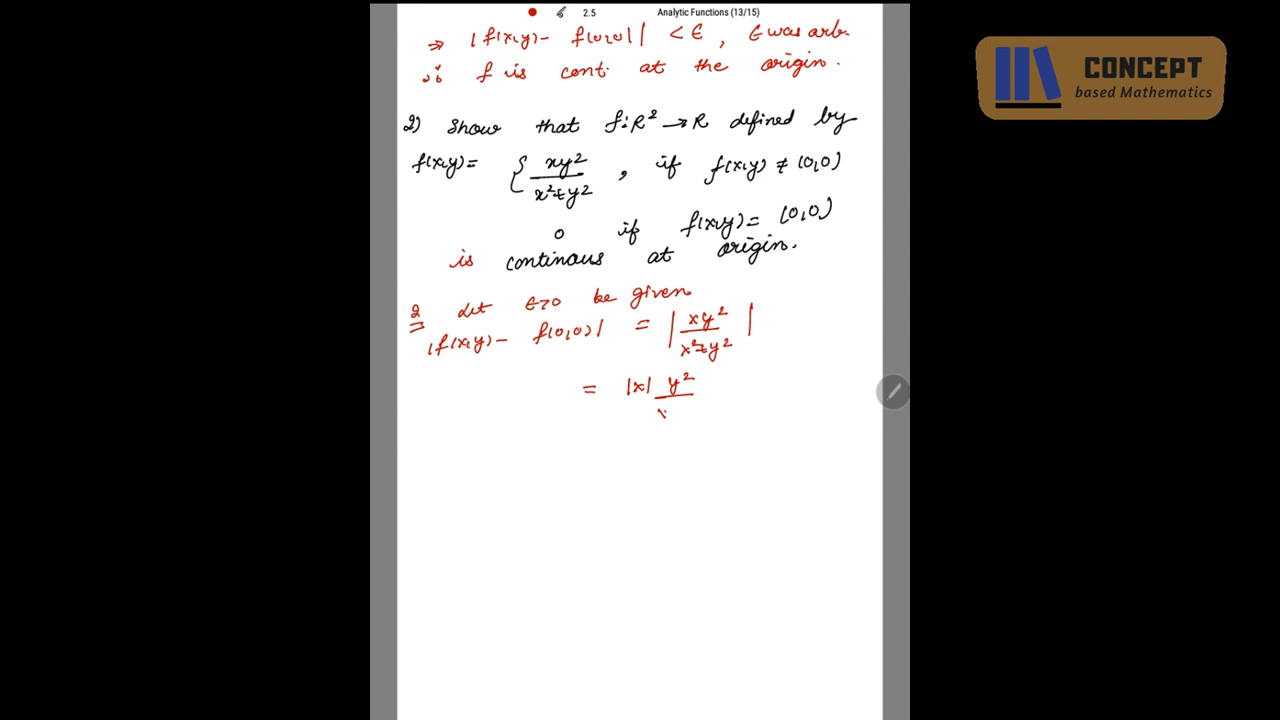 2.5 Analytic Functions (13/15)
⇒ |f(x,y) - f(0,0)| < ϵ, ϵ was arb.
∴ f is cont. at the origin.
2) Show that f: R² → R defined by
f(x,y) = { xy² / x²+y² , if f(x,y) ≠ (0,0)
0 if f(x,y) = (0,0)
is continous at origin.
2 Let ϵ>0 be given
|f(x,y) - f(0,0)| = | xy² / x²+y² |
= |x| y²
CONCEPT
based Mathematics